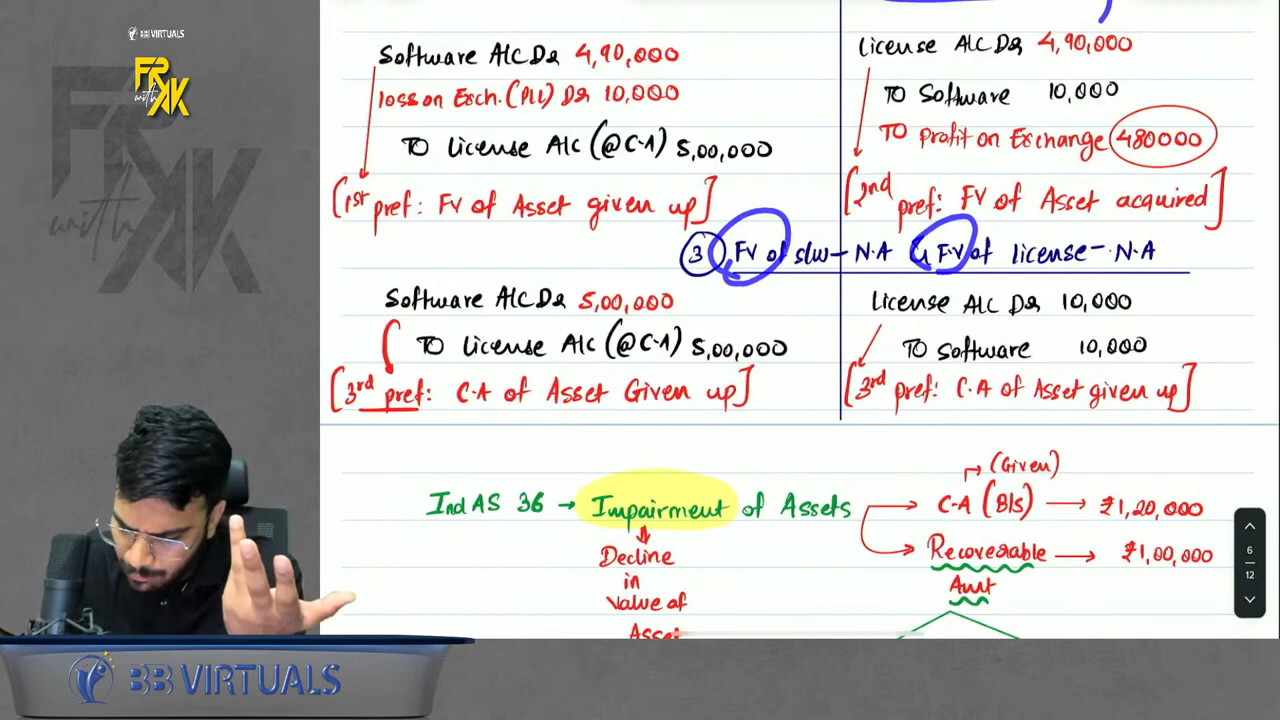 BB VIRTUALS
FR
with
AK
FR
with
AK
Software A/C Dr 4,90,000
loss on Exch. (P/L) Dr 10,000
To License A/c (@C.A) 5,00,000
[1st pref: FV of Asset given up]
License A/C Dr 4,90,000
To Software 10,000
To Profit on Exchange 480000
[2nd pref: FV of Asset acquired]
3 FV of s/w - N.A & F.V of license - N.A
Software A/C Dr 5,00,000
To License A/c (@C.A) 5,00,000
[3rd pref: C.A of Asset Given up]
License A/C Dr 10,000
To Software 10,000
[3rd pref: C.A of Asset given up]
Ind AS 36 → Impairment of Assets
Decline
in
Value of
Asset
(Given)
C.A (B/s) → ₹1,20,000
Recoverable → ₹1,00,000
Amt
6
12
BB VIRTUALS